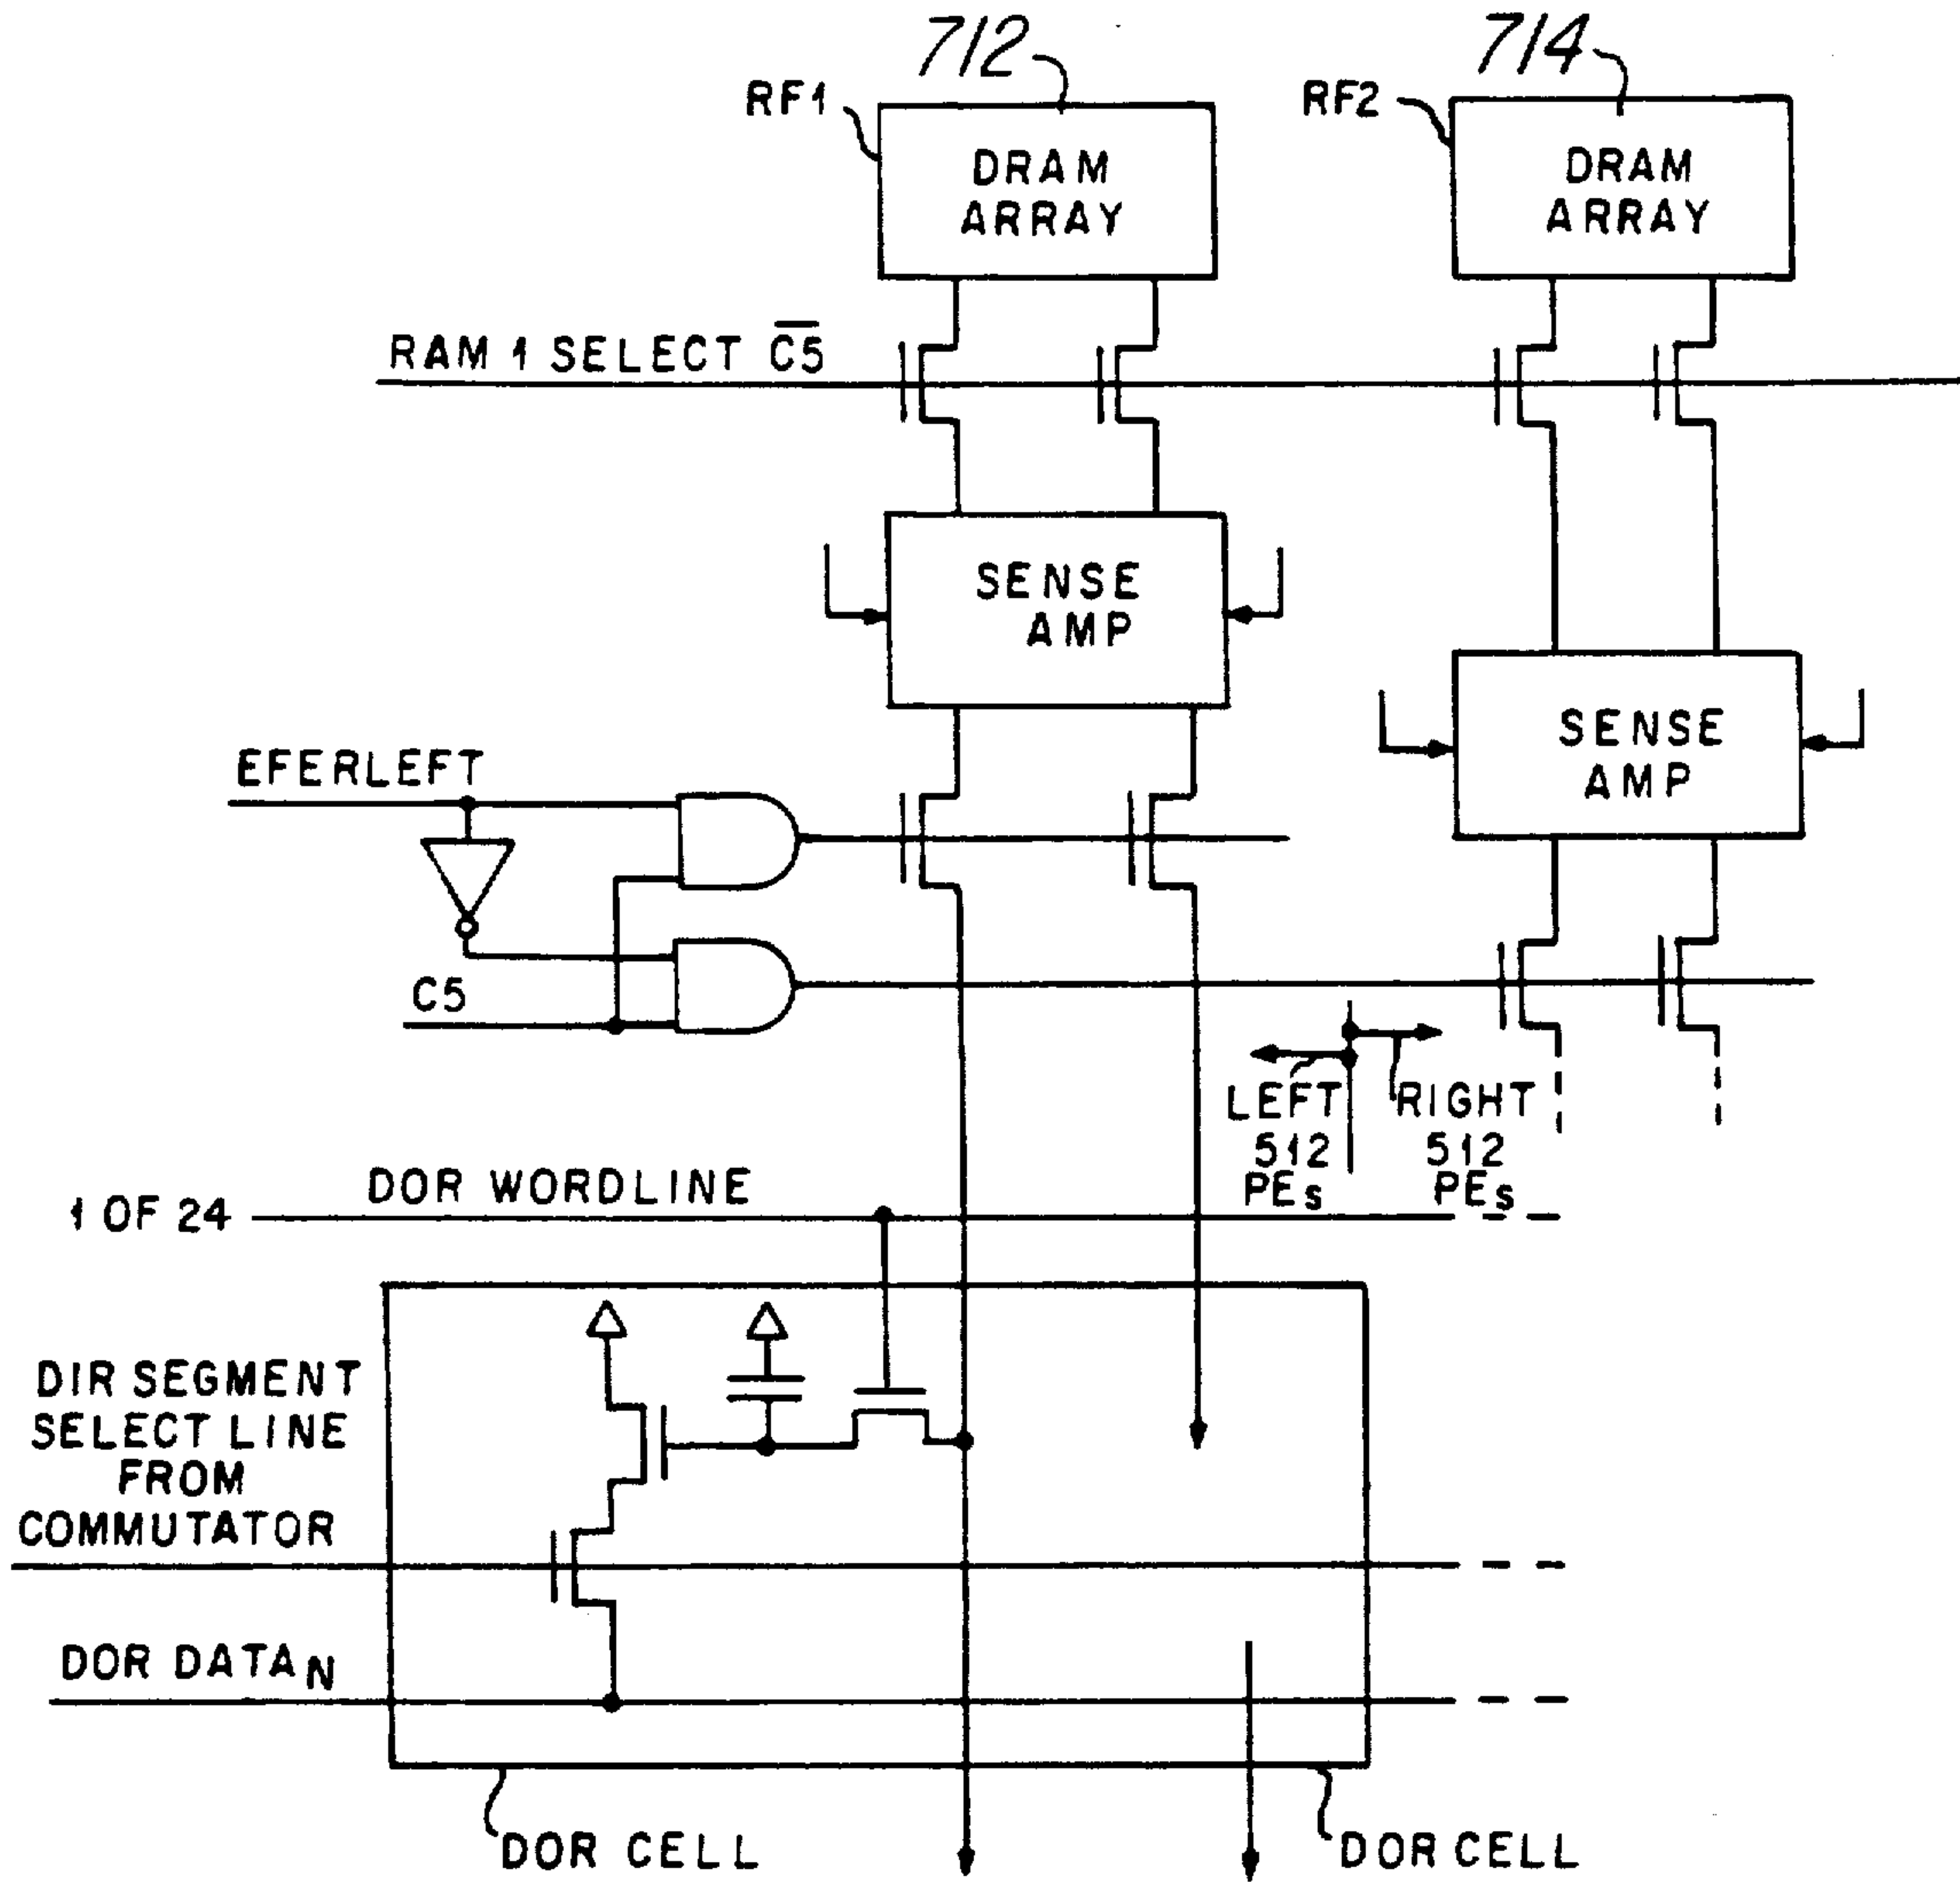 712
714
RF1
RF2
DRAM
ARRAY
DRAM
ARRAY
RAM 1 SELECT C̅5̅
SENSE
AMP
SENSE
AMP
EFERLEFT
C5
LEFT
512
PEs
RIGHT
512
PEs
DOR WORDLINE
1 OF 24
DIR SEGMENT
SELECT LINE
FROM
COMMUTATOR
DOR DATA N
DOR CELL
DOR CELL